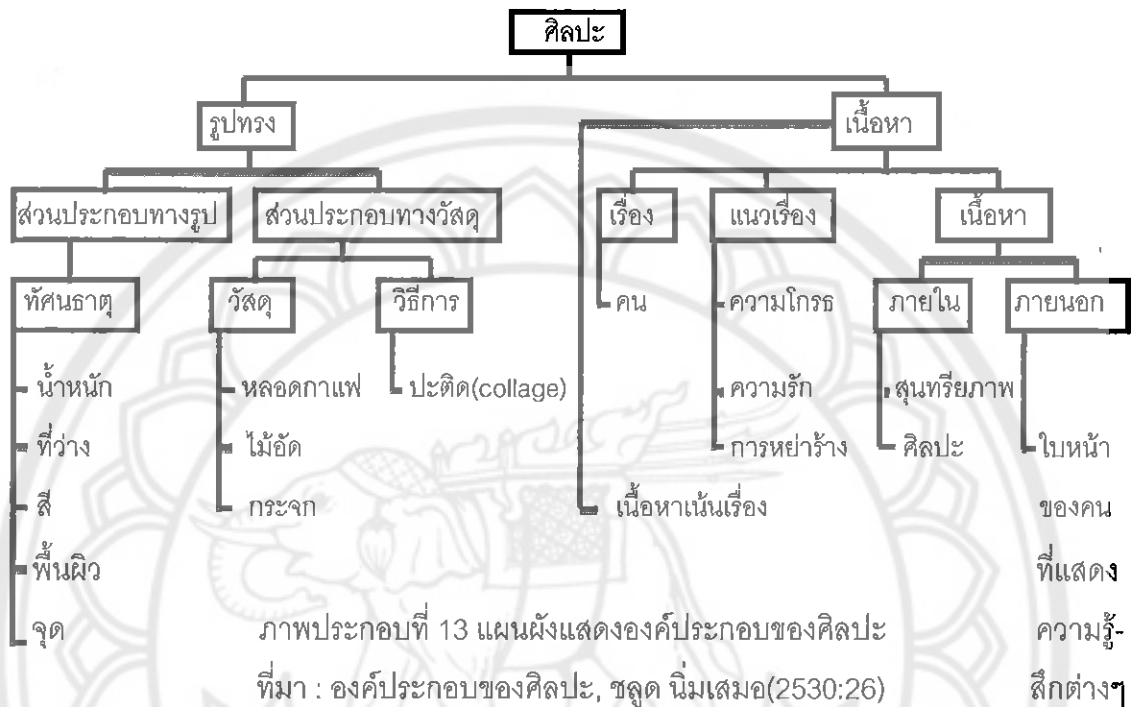 ศิลปะ
รูปทรง
เนื้อหา
ส่วนประกอบทางรูป
ส่วนประกอบทางวัสดุ
เรื่อง
แนวเรื่อง
เนื้อหา
ทัศนธาตุ
วัสดุ
วิธีการ
คน
ความโกรธ
ภายใน
ภายนอก
น้ำหนัก
หลอดกาแฟ
ปะติด(collage)
ความรัก
สุนทรียภาพ
ที่ว่าง
ไม้อัด
การหย่าร้าง
ศิลปะ
ใบหน้า
สี
กระจก
เนื้อหาเน้นเรื่อง
ของคน
พื้นผิว
ที่แสดง
จุด
ภาพประกอบที่ 13 แผนผังแสดงองค์ประกอบของศิลปะ
ความรู้-
ที่มา : องค์ประกอบของศิลปะ, ชลูด นิ่มเสมอ(2530:26)
สึกต่างๆ